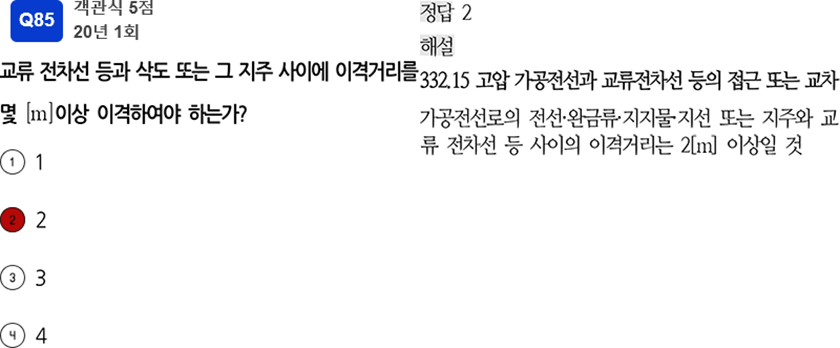 Q85
객관식 5점
20년 1회
교류 전차선 등과 삭도 또는 그 지주 사이에 이격거리를
몇 [m]이상 이격하여야 하는가?
1 1
2 2
3 3
4 4
정답 2
해설
332.15 고압 가공전선과 교류전차선 등의 접근 또는 교차
가공전선로의 전선·완금류·지지물·지선 또는 지주와 교
류 전차선 등 사이의 이격거리는 2[m] 이상일 것